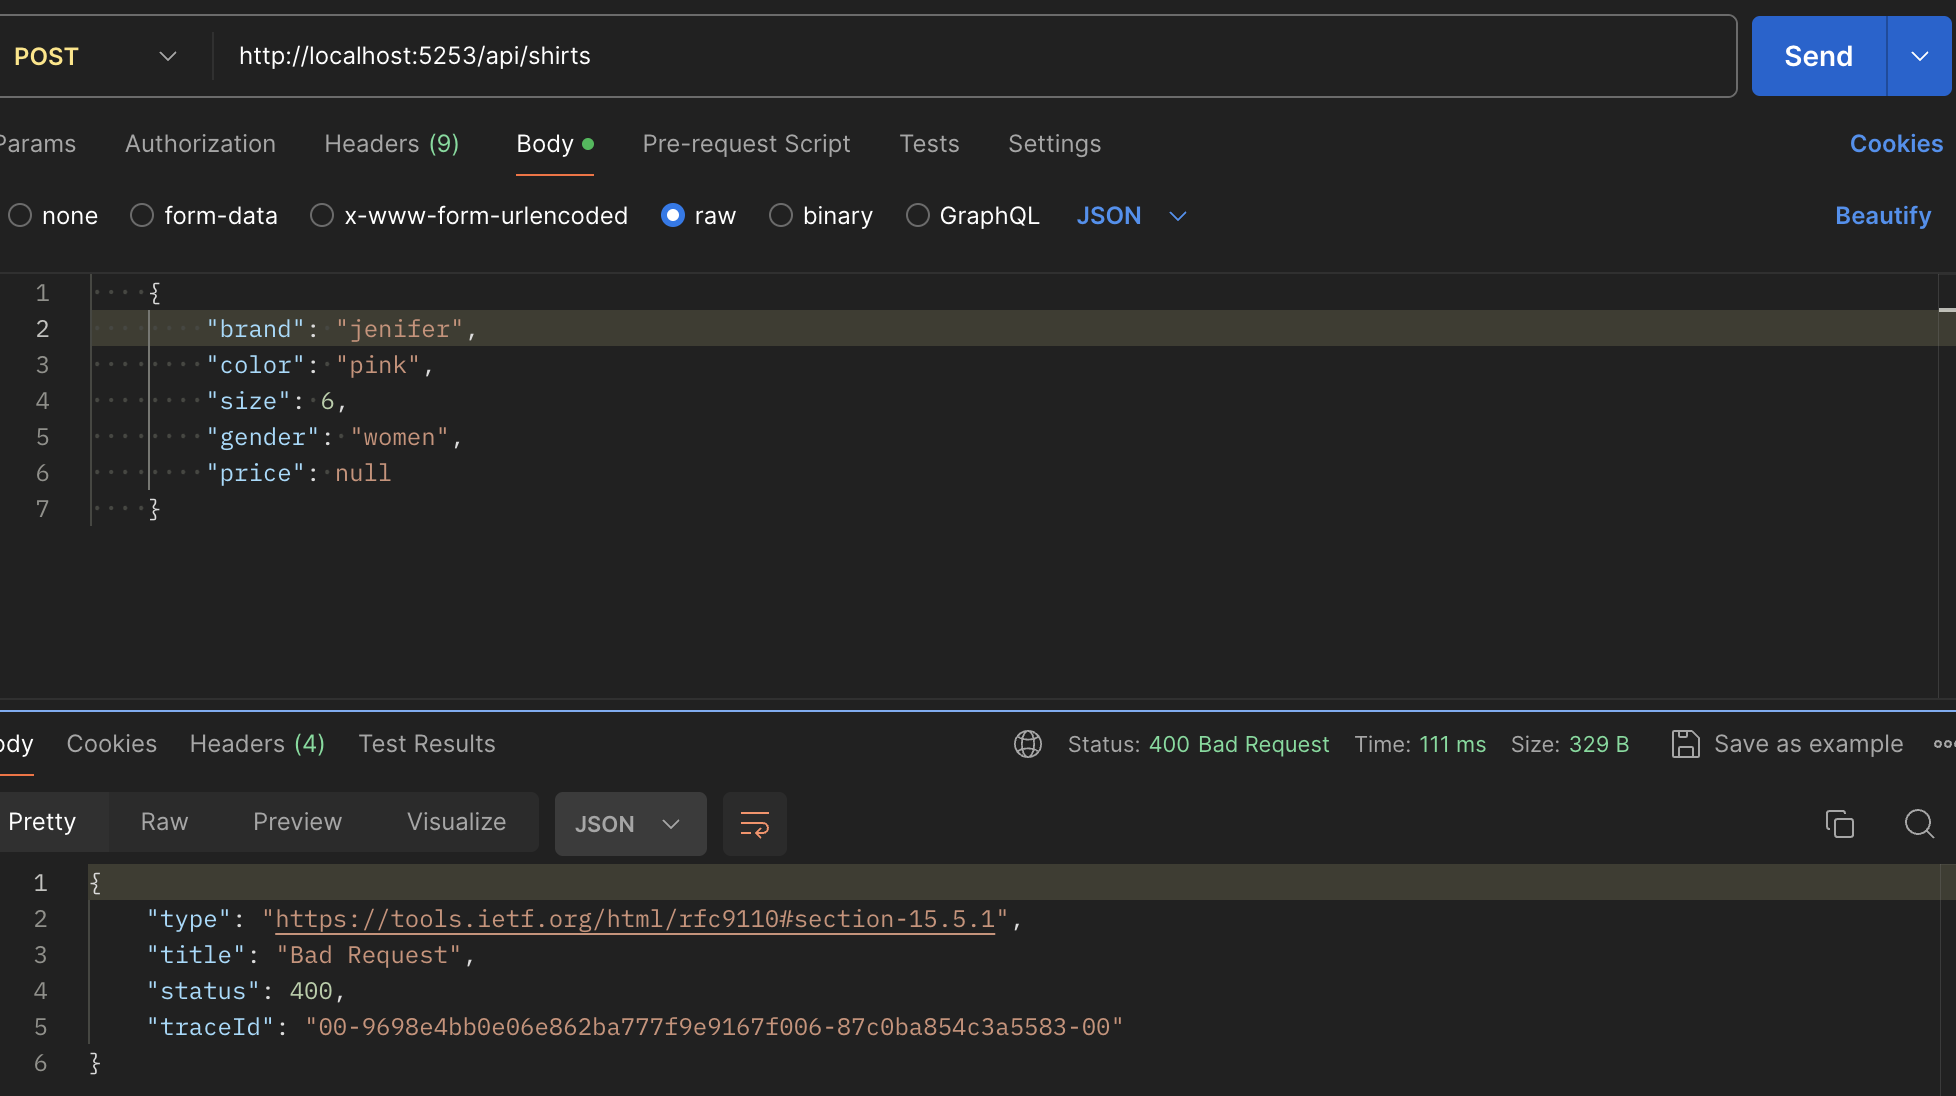 POST http://localhost:5253/api/shirts Send
Params Authorization Headers (9) Body Pre-request Script Tests Settings Cookies
none form-data x-www-form-urlencoded raw binary GraphQL JSON Beautify
1 {
2 "brand": "jenifer",
3 "color": "pink",
4 "size": 6,
5 "gender": "women",
6 "price": null
7 }
ody Cookies Headers (4) Test Results Status: 400 Bad Request Time: 111 ms Size: 329 B Save as example
Pretty Raw Preview Visualize JSON
1 {
2 "type": "https://tools.ietf.org/html/rfc9110#section-15.5.1",
3 "title": "Bad Request",
4 "status": 400,
5 "traceId": "00-9698e4bb0e06e862ba777f9e9167f006-87c0ba854c3a5583-00"
6 }